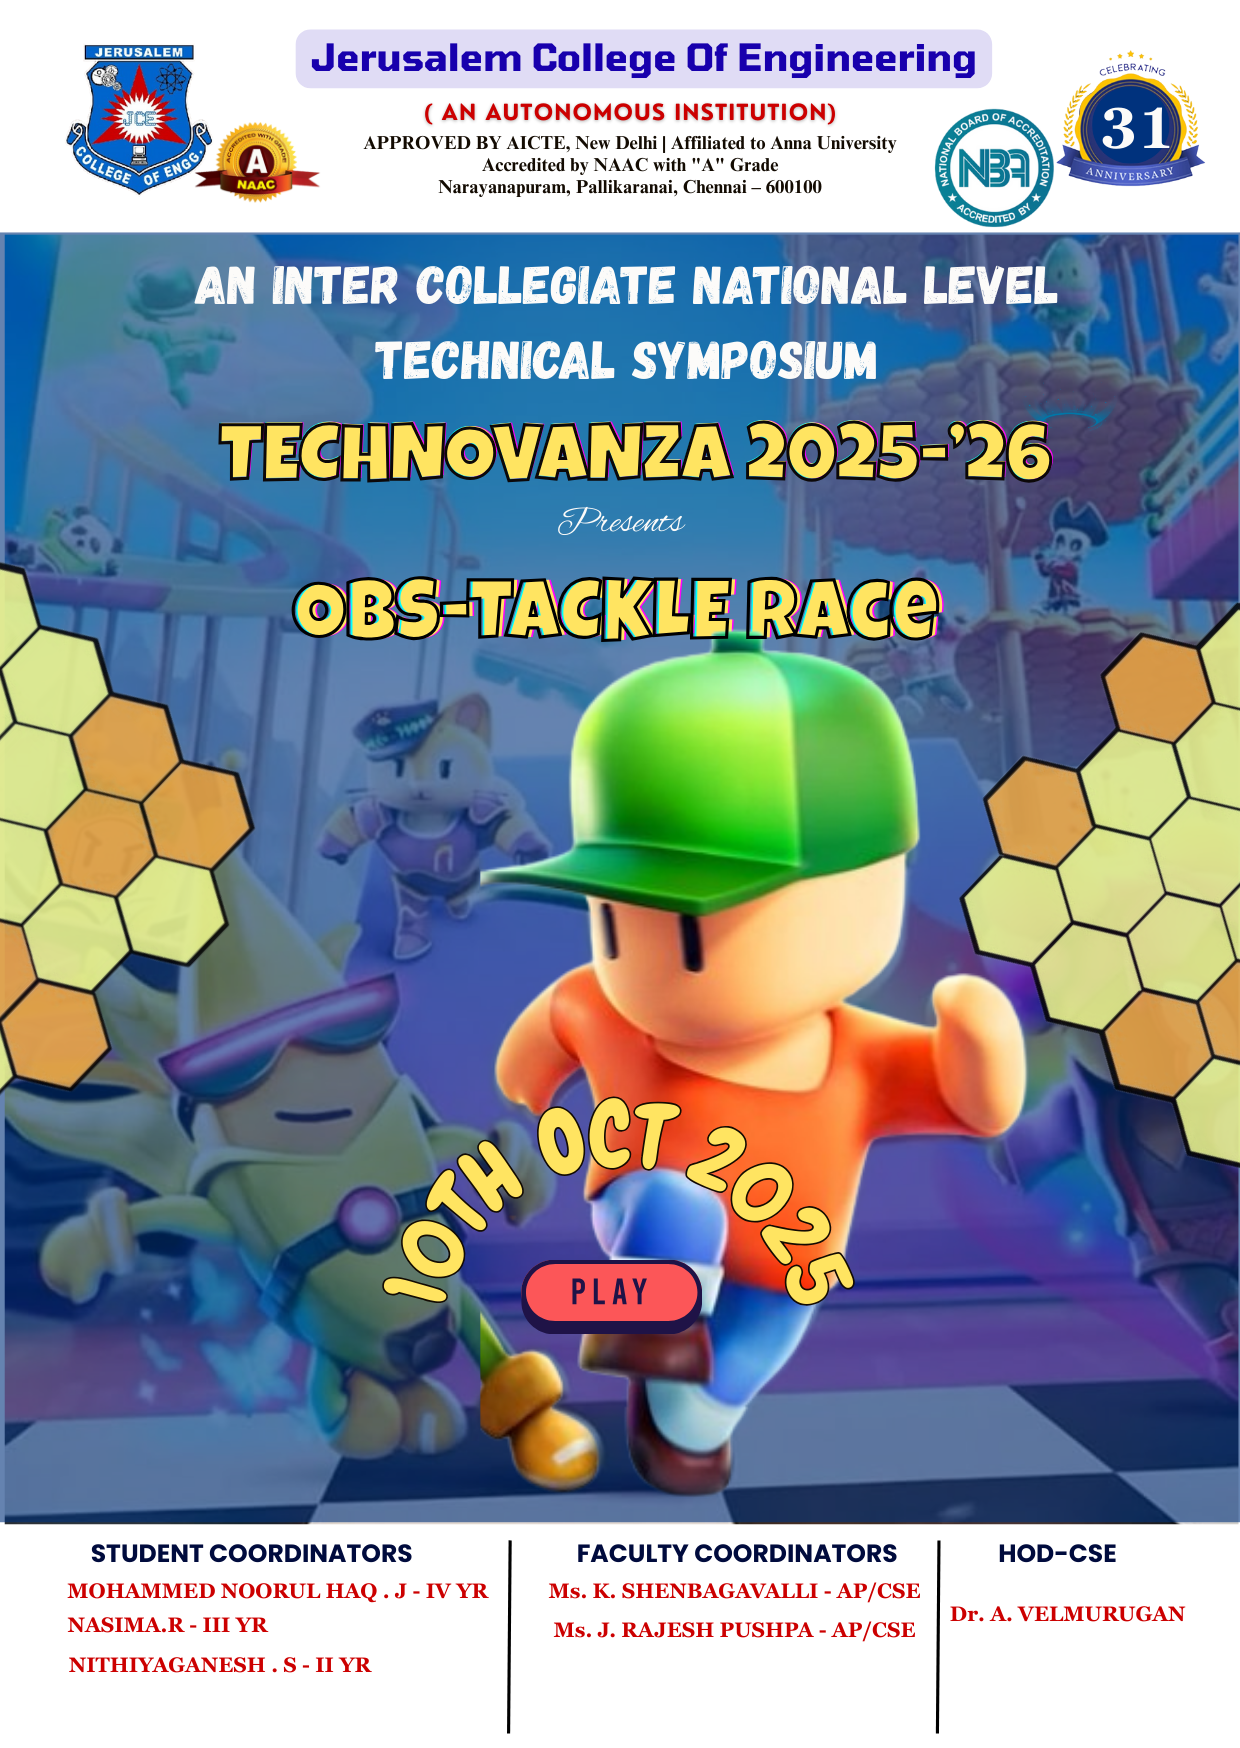 Jerusalem College Of Engineering
( AN AUTONOMOUS INSTITUTION)
APPROVED BY AICTE, New Delhi | Affiliated to Anna University
Accredited by NAAC with "A" Grade
Narayanapuram, Pallikaranai, Chennai – 600100
JERUSALEM
JCE
COLLEGE OF ENGG.
ACCREDITED WITH GRADE
A
NAAC
NATIONAL BOARD OF ACCREDITATION
NBA
ACCREDITED BY
CELEBRATING
31
ANNIVERSARY
AN INTER COLLEGIATE NATIONAL LEVEL
TECHNICAL SYMPOSIUM
TECHNOVANZA 2025-'26
Presents
OBS-TACKLE RACe
10TH OCT 2025
PLAY
STUDENT COORDINATORS
MOHAMMED NOORUL HAQ . J - IV YR
NASIMA.R - III YR
NITHIYAGANESH . S - II YR
FACULTY COORDINATORS
Ms. K. SHENBAGAVALLI - AP/CSE
Ms. J. RAJESH PUSHPA - AP/CSE
HOD-CSE
Dr. A. VELMURUGAN